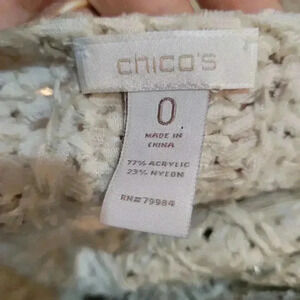 chico's
0
MADE IN
CHINA
77% ACRYLIC
23% NYLON
RN# 79984